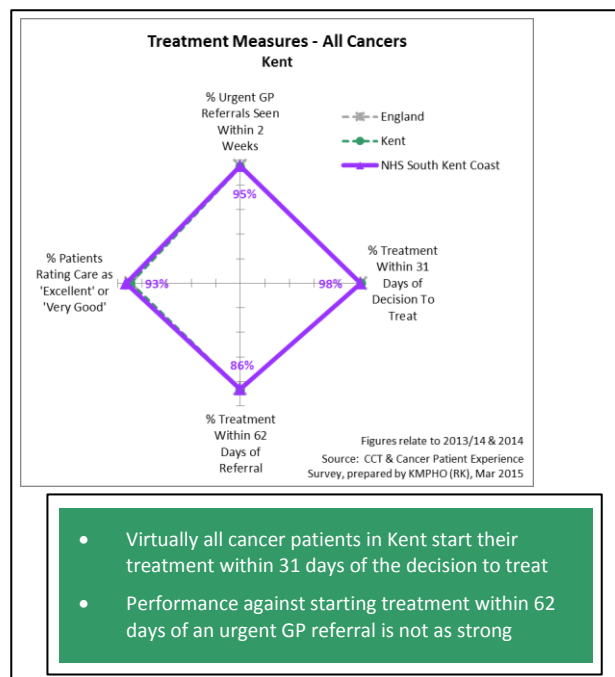 Treatment Measures - All Cancers
Kent
% Urgent GP
Referrals Seen
Within 2
Weeks
England
Kent
NHS South Kent Coast
95%
% Patients
Rating Care as
'Excellent' or
'Very Good'
93%
98%
% Treatment
Within 31
Days of
Decision To
Treat
86%
% Treatment
Within 62
Days of
Referral
Figures relate to 2013/14 & 2014
Source: CCT & Cancer Patient Experience
Survey, prepared by KMPHO (RK), Mar 2015
• Virtually all cancer patients in Kent start their
treatment within 31 days of the decision to treat
• Performance against starting treatment within 62
days of an urgent GP referral is not as strong